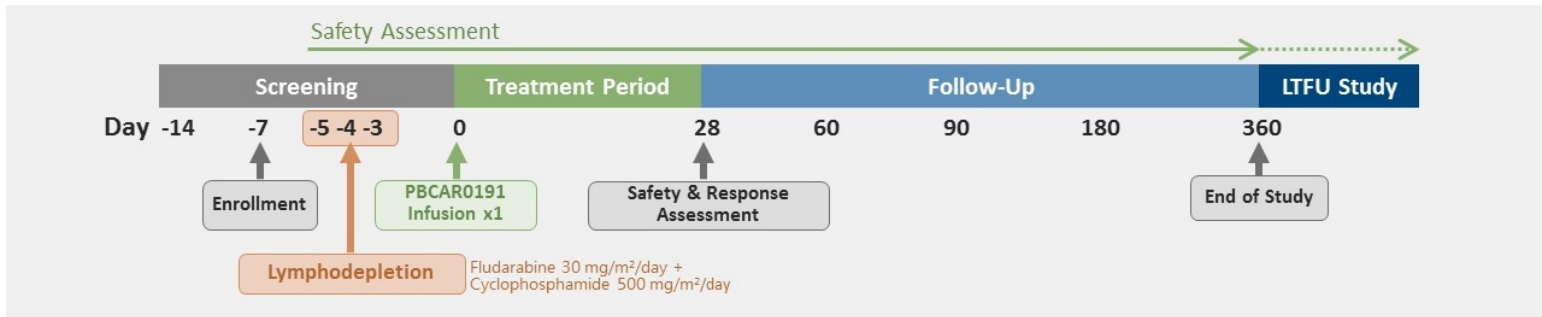 Safety Assessment
Screening Treatment Period Follow-Up LTFU Study
Day -14 -7 -5 -4 -3 0 28 60 90 180 360
Enrollment
PBCAR0191
Infusion x1
Safety & Response
Assessment
End of Study
Lymphodepletion
Fludarabine 30 mg/m²/day +
Cyclophosphamide 500 mg/m²/day